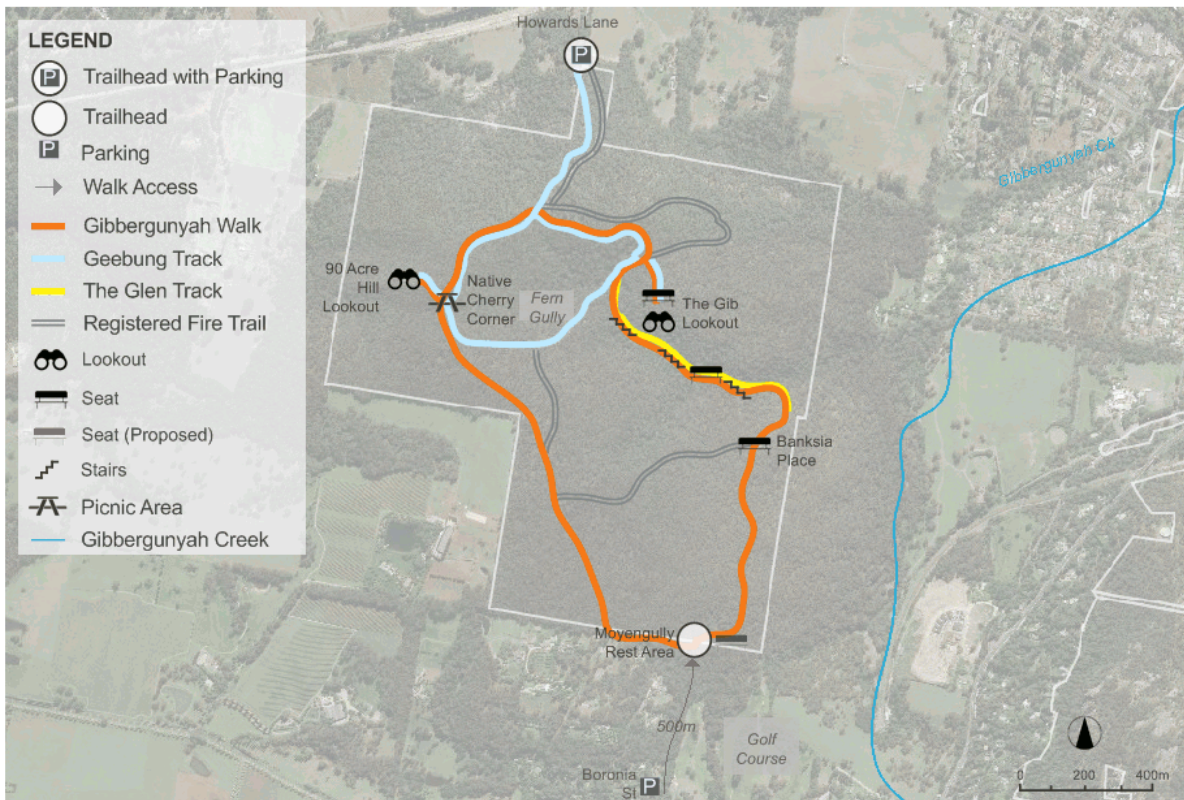 Howards Lane
P
LEGEND
P Trailhead with Parking
Trailhead
P Parking
Walk Access
Gibbergunyah Walk
Geebung Track
The Glen Track
Registered Fire Trail
Lookout
Seat
Seat (Proposed)
Stairs
Picnic Area
Gibbergunyah Creek
Gibbergunyah Ck
90 Acre
Hill
Lookout
Native
Cherry
Corner
Fern
Gully
The Gib
Lookout
Banksia
Place
Moyengully
Rest Area
500m
Golf
Course
Boronia
St
P
0 200 400m